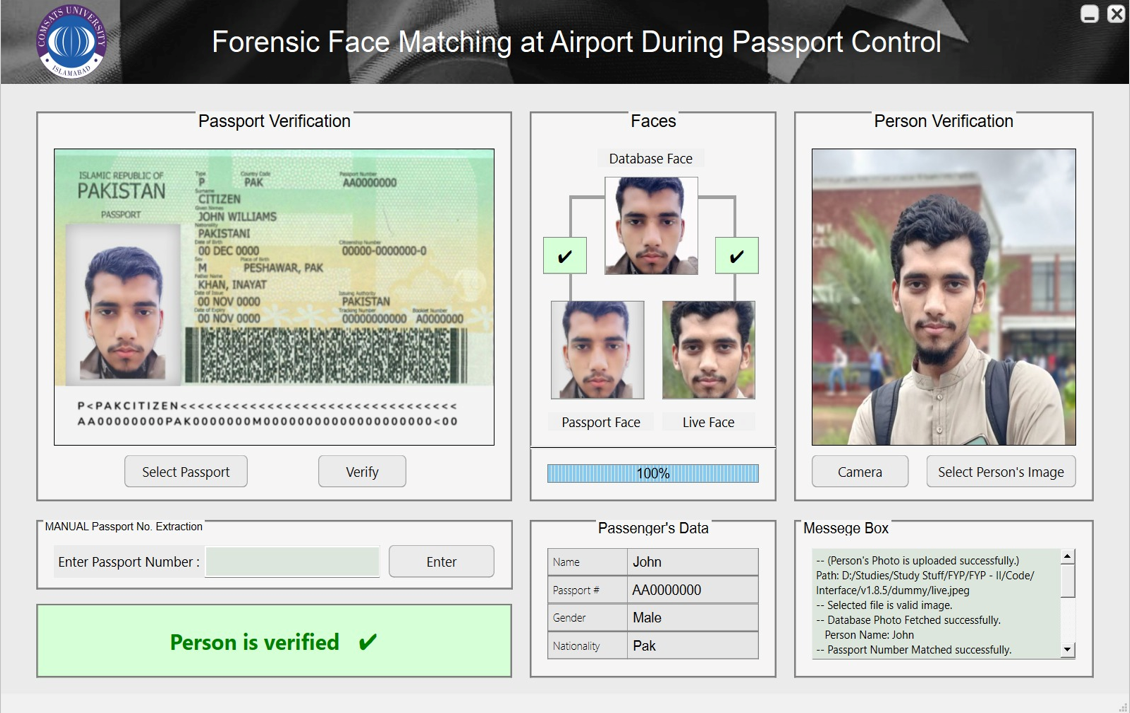 COMSATS UNIVERSITY
ISLAMABAD
Forensic Face Matching at Airport During Passport Control
Passport Verification
ISLAMIC REPUBLIC OF
PAKISTAN
PASSPORT
Type
Country Code
Passport Number
P
PAK
AA0000000
Surname
CITIZEN
Given Names
JOHN WILLIAMS
Nationality
PAKISTANI
Date of Birth
Citizenship Number
00 DEC 0000
00000-0000000-0
Sex
Place of Birth
M
PESHAWAR, PAK
Father Name
KHAN, INAYAT
Date of Issue
Issuing Authority
00 NOV 0000
PAKISTAN
Date of Expiry
Tracking Number
Booklet Number
00 NOV 0000
00000000000
A0000000
P<PAKCITIZEN<<<<<<<<<<<<<<<<<<<<<<<<<<<<<<
Select Passport
Verify
Faces
Database Face
✔
✔
Passport Face
Live Face
100%
Person Verification
Camera
Select Person's Image
MANUAL Passport No. Extraction
Enter Passport Number :
Enter
Person is verified ✔
Passenger's Data
Name John
Passport # AA0000000
Gender Male
Nationality Pak
Messege Box
-- (Person's Photo is uploaded successfully.)
Path: D:/Studies/Study Stuff/FYP/FYP - II/Code/
Interface/v1.8.5/dummy/live.jpeg
-- Selected file is valid image.
-- Database Photo Fetched successfully.
Person Name: John
-- Passport Number Matched successfully.